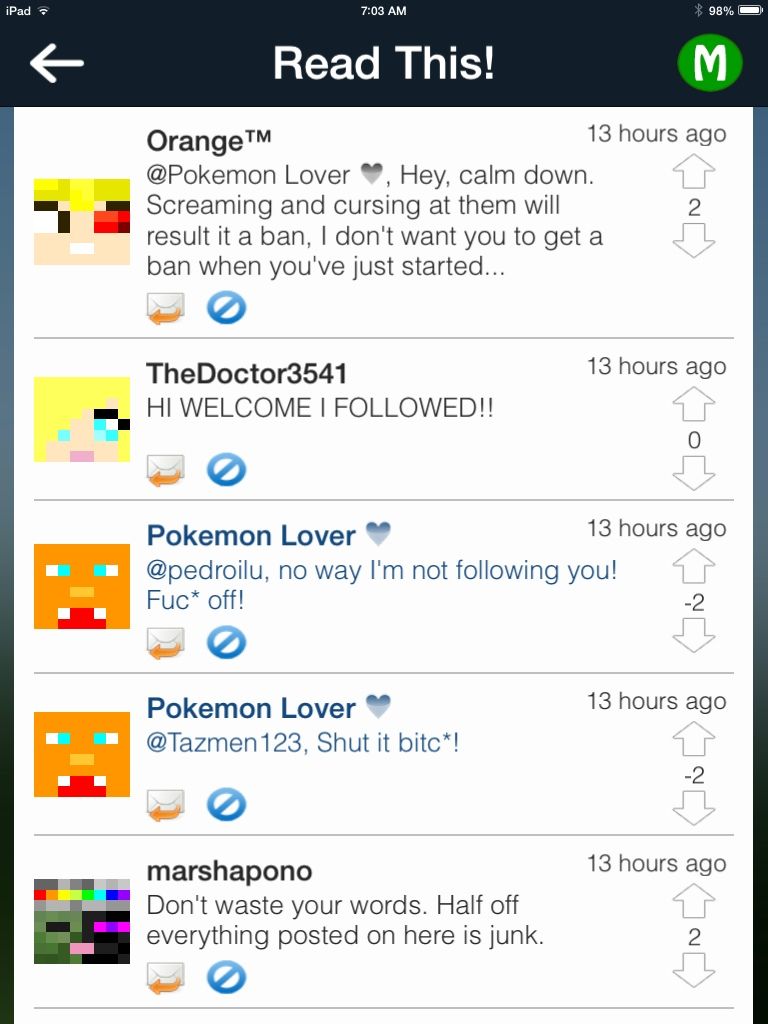 iPad 7:03 AM 98%
Read This! M
Orange™ 13 hours ago
@Pokemon Lover 🩶, Hey, calm down.
Screaming and cursing at them will
2
result it a ban, I don't want you to get a
ban when you've just started...
TheDoctor3541 13 hours ago
HI WELCOME I FOLLOWED!!
0
Pokemon Lover 🩶 13 hours ago
@pedroilu, no way I'm not following you!
Fuc* off!
-2
Pokemon Lover 🩶 13 hours ago
@Tazmen123, Shut it bitc*!
-2
marshapono 13 hours ago
Don't waste your words. Half off
everything posted on here is junk.
2